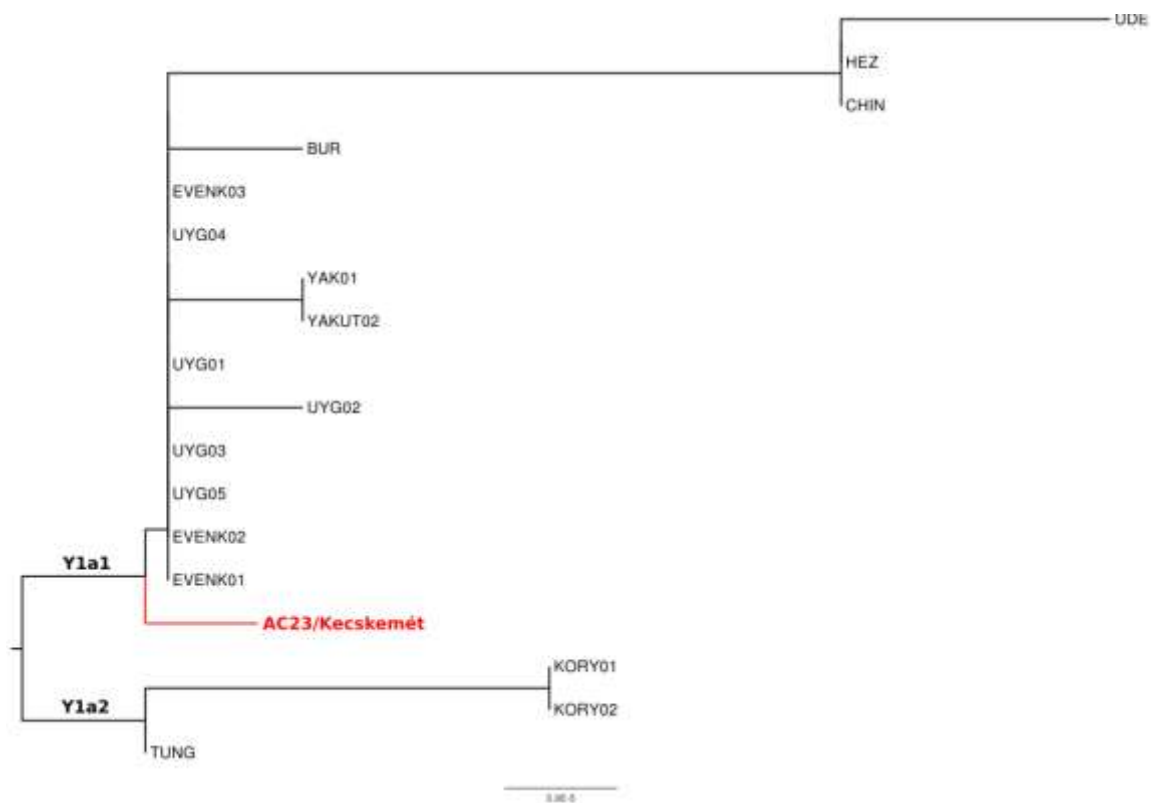 UDE
HEZ
CHIN
BUR
EVENK03
UYG04
YAK01
YAKUT02
UYG01
UYG02
UYG03
UYG05
EVENK02
Y1a1
EVENK01
AC23/Kecskemét
KORY01
Y1a2
KORY02
TUNG